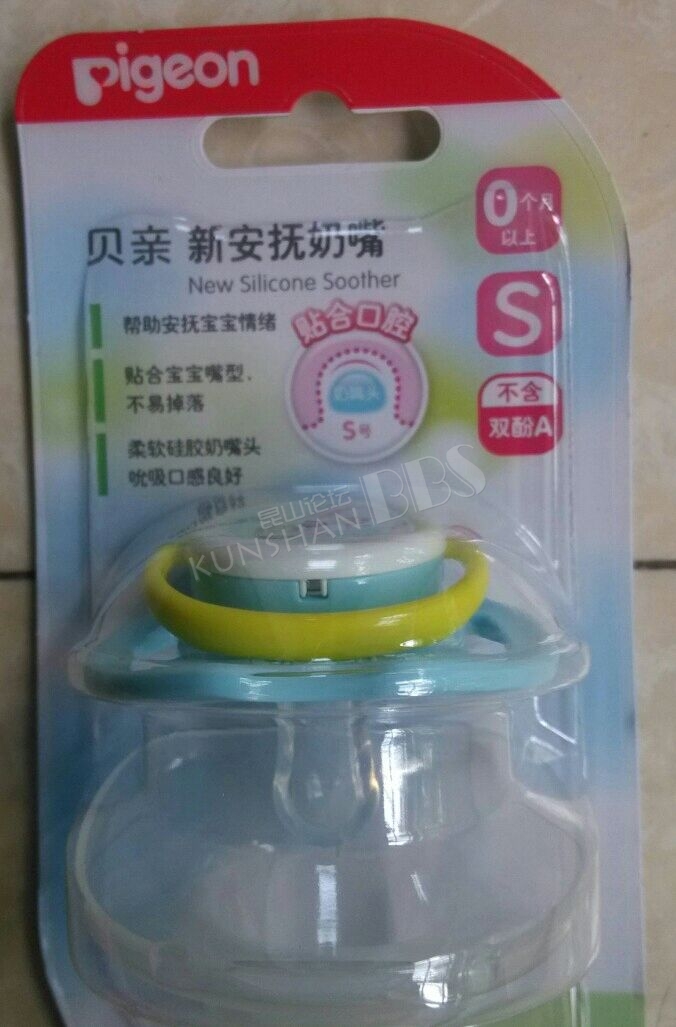 Pigeon
贝亲 新安抚奶嘴
New Silicone Soother
帮助安抚宝宝情绪
贴合宝宝嘴型、
不易掉落
柔软硅胶奶嘴头
吮吸口感良好
贴合口腔
奶嘴头
S号
0个月
以上
S
不含
双酚A
昆山论坛
KUNSHAN BBS